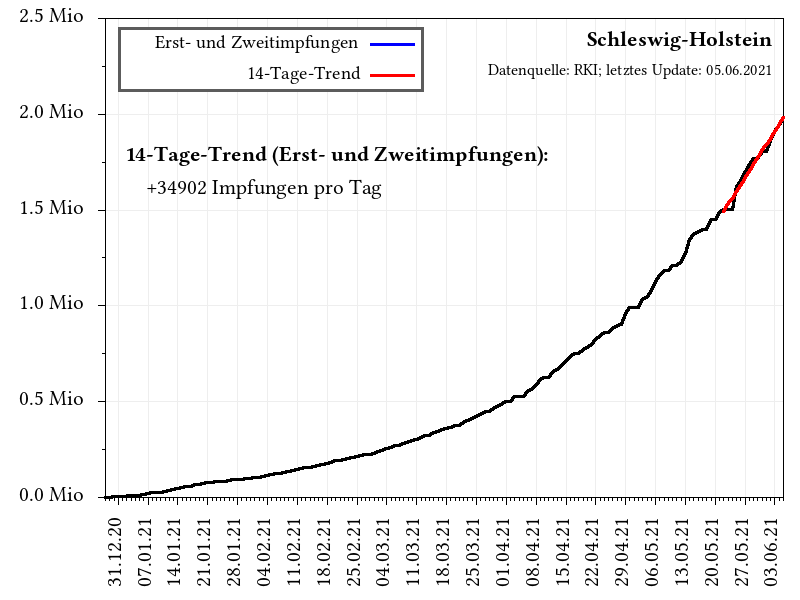 2.5 Mio
2.0 Mio
1.5 Mio
1.0 Mio
0.5 Mio
0.0 Mio
Erst- und Zweitimpfungen
14-Tage-Trend
Schleswig-Holstein
Datenquelle: RKI; letztes Update: 05.06.2021
14-Tage-Trend (Erst- und Zweitimpfungen):
+34902 Impfungen pro Tag
31.12.20
07.01.21
14.01.21
21.01.21
28.01.21
04.02.21
11.02.21
18.02.21
25.02.21
04.03.21
11.03.21
18.03.21
25.03.21
01.04.21
08.04.21
15.04.21
22.04.21
29.04.21
06.05.21
13.05.21
20.05.21
27.05.21
03.06.21